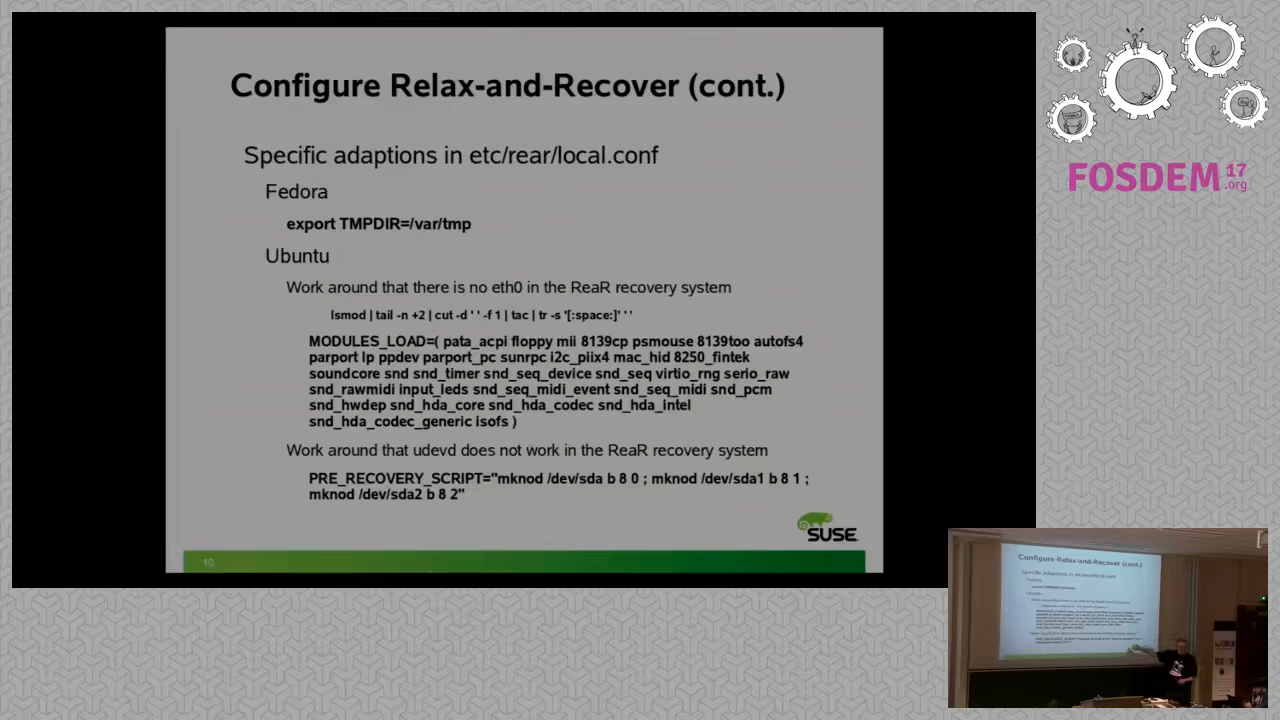 Configure Relax-and-Recover (cont.)
Specific adaptions in etc/rear/local.conf
Fedora
export TMPDIR=/var/tmp
Ubuntu
Work around that there is no eth0 in the ReaR recovery system
lsmod | tail -n +2 | cut -d ' ' -f 1 | tac | tr -s '[:space:]' ' '
MODULES_LOAD=( pata_acpi floppy mii 8139cp psmouse 8139too autofs4
parport lp ppdev parport_pc sunrpc i2c_piix4 mac_hid 8250_fintek
soundcore snd snd_timer snd_seq_device snd_seq virtio_rng serio_raw
snd_rawmidi input_leds snd_seq_midi_event snd_seq_midi snd_pcm
snd_hwdep snd_hda_core snd_hda_codec snd_hda_intel
snd_hda_codec_generic isofs )
Work around that udevd does not work in the ReaR recovery system
PRE_RECOVERY_SCRIPT="mknod /dev/sda b 8 0 ; mknod /dev/sda1 b 8 1 ;
mknod /dev/sda2 b 8 2"
SUSE
10
FOSDEM 17
.org
Configure Relax-and-Recover (cont.)